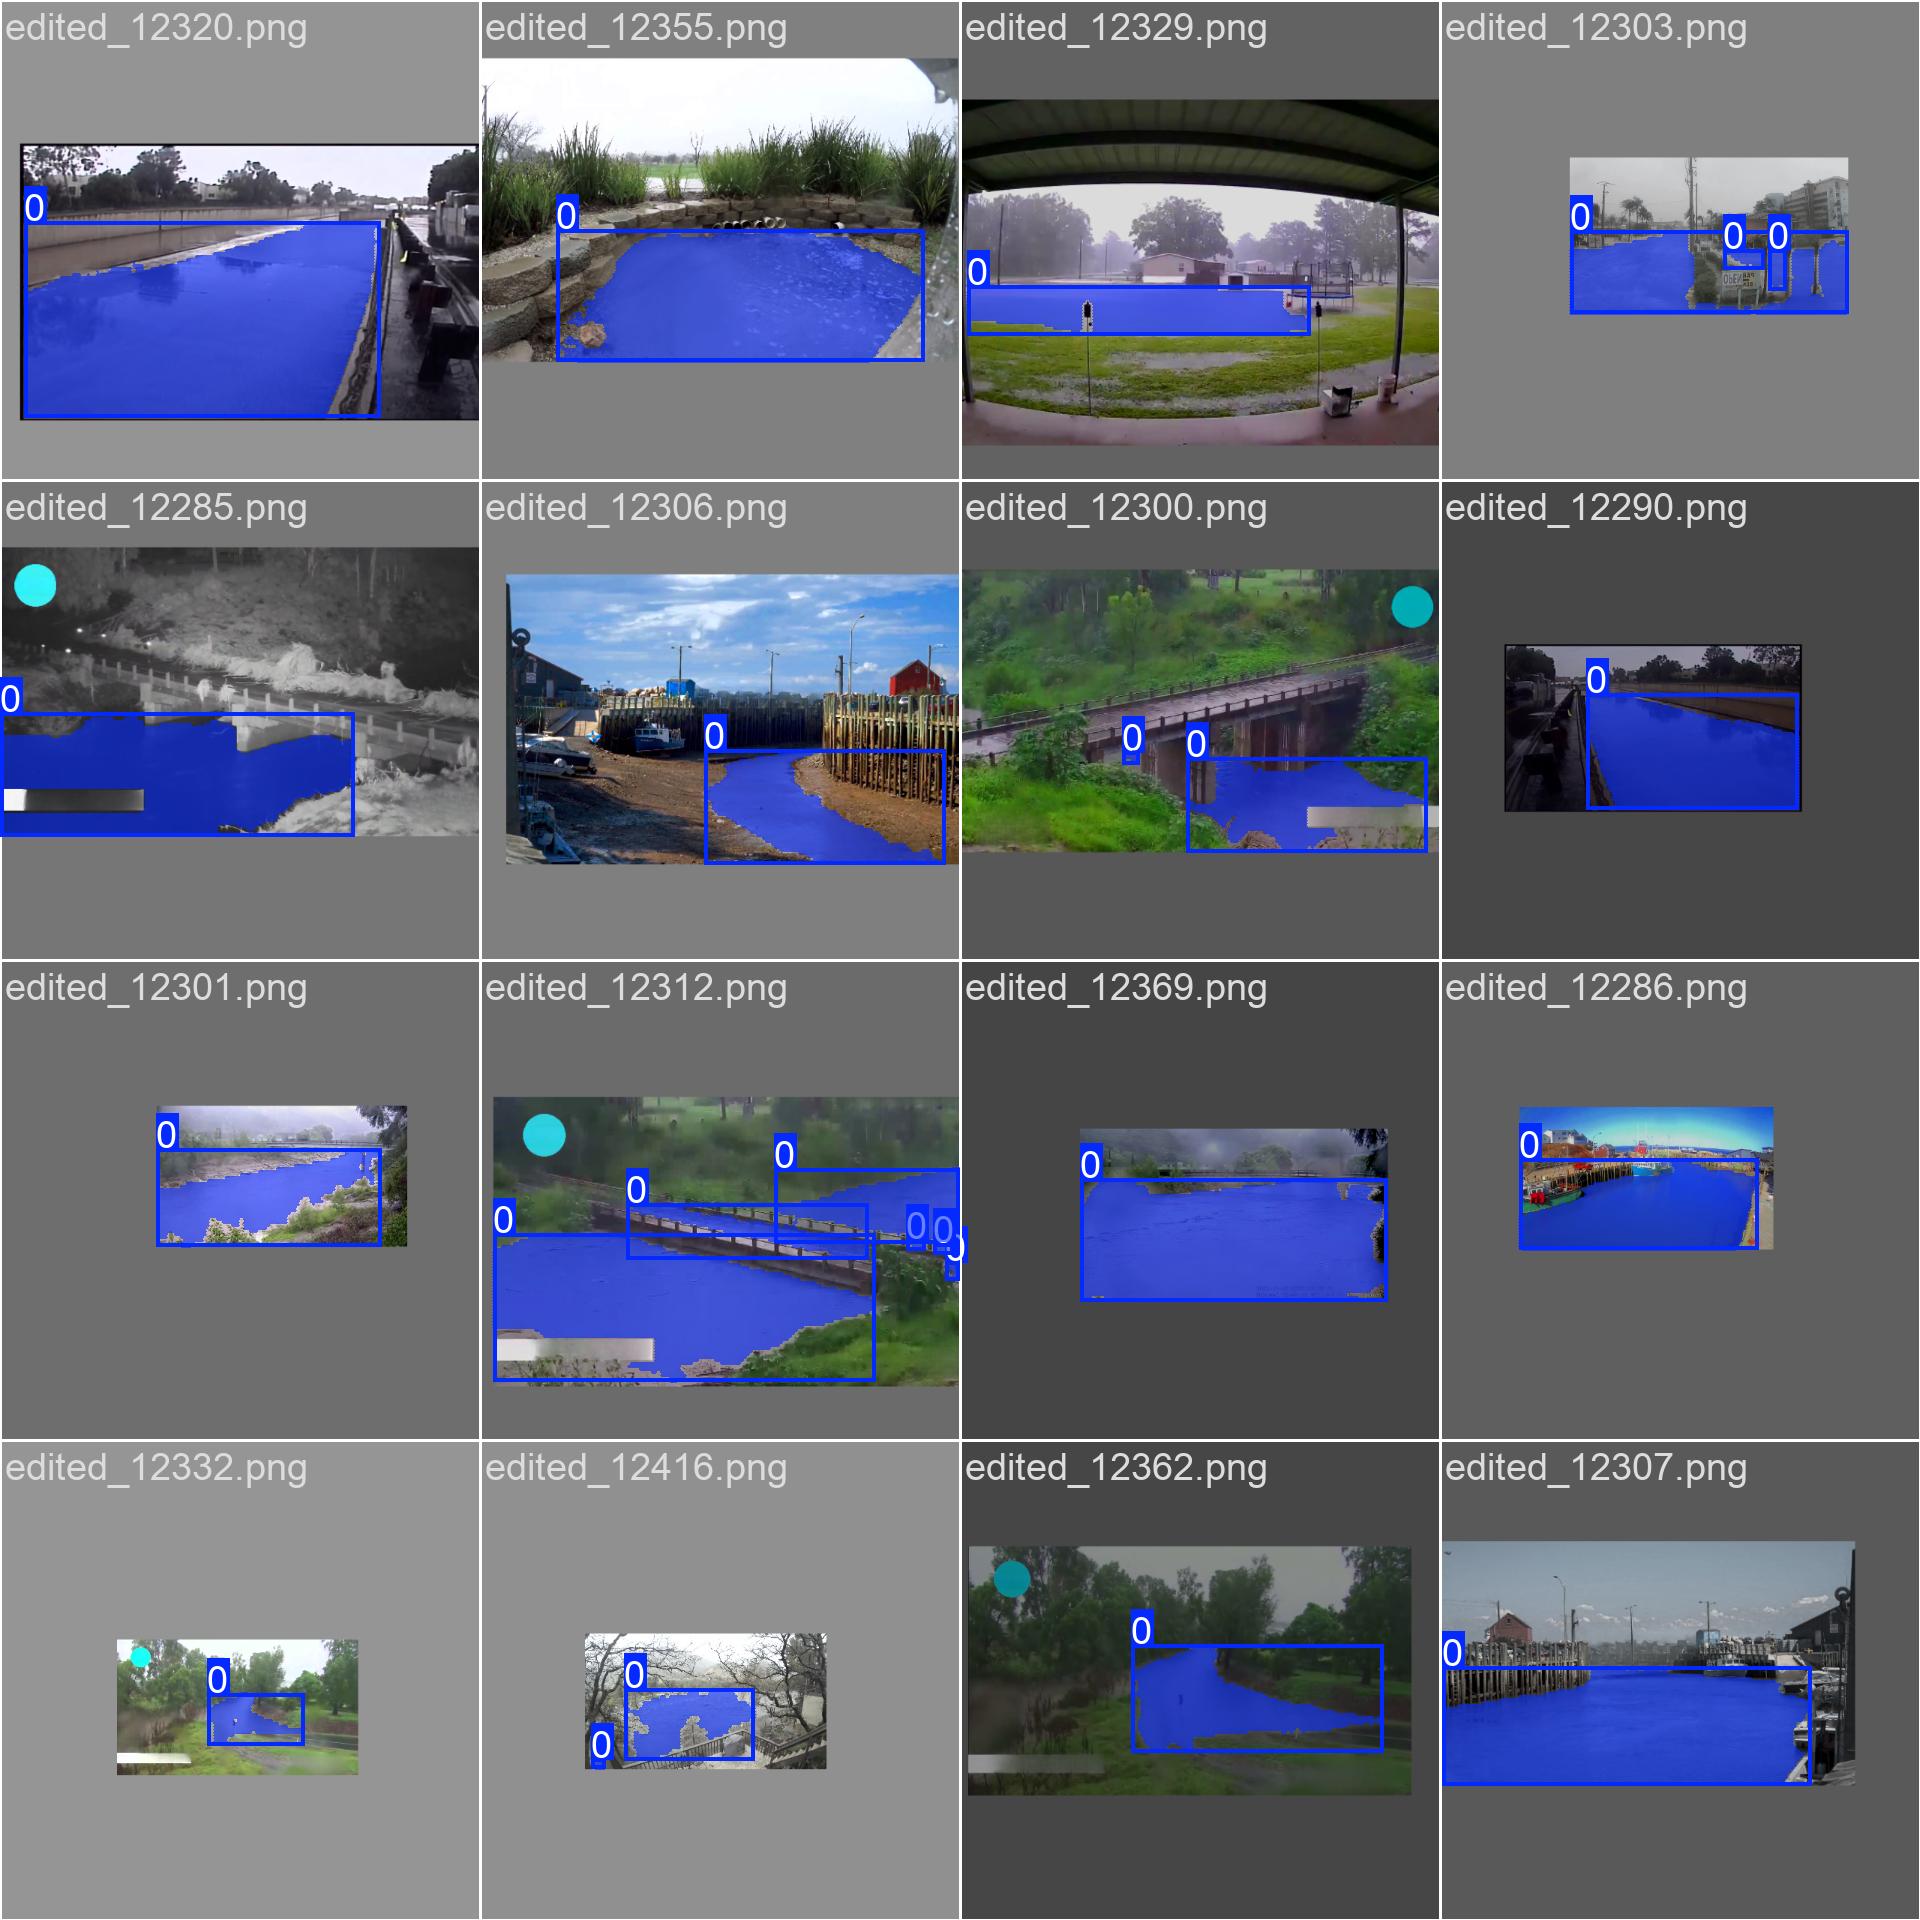 edited_12320.png
edited_12355.png
edited_12329.png
edited_12303.png
0
0
0
0
0
0
edited_12285.png
edited_12306.png
edited_12300.png
edited_12290.png
0
0
0
0
0
edited_12301.png
edited_12312.png
edited_12369.png
edited_12286.png
0
0
0
0
0
0
0
0
0
edited_12332.png
edited_12416.png
edited_12362.png
edited_12307.png
0
0
0
0
0